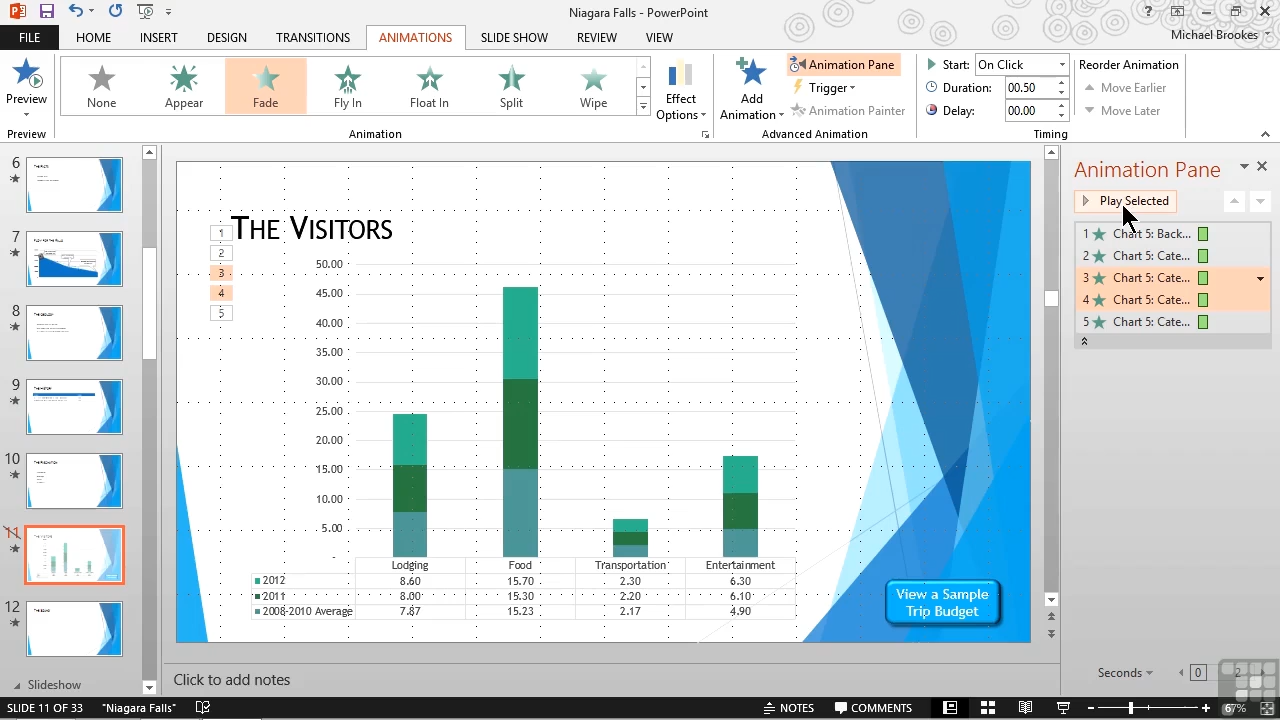 Niagara Falls - PowerPoint
?
FILE HOME INSERT DESIGN TRANSITIONS ANIMATIONS SLIDE SHOW REVIEW VIEW
Michael Brookes
Preview
Preview
None Appear Fade Fly In Float In Split Wipe
Animation
Effect
Options
Add
Animation
Animation Pane
Trigger
Animation Painter
Advanced Animation
Start: On Click
Duration: 00.50
Delay: 00.00
Timing
Reorder Animation
Move Earlier
Move Later
6
7
8
9
10
11
12
Slideshow
THE VISITORS
1
2
3
4
5
50.00
45.00
40.00
35.00
30.00
25.00
20.00
15.00
10.00
5.00
-
Lodging Food Transportation Entertainment
2012 8.60 15.70 2.30 6.30
2011 8.00 15.30 2.20 6.10
2008-2010 Average 7.87 15.23 2.17 4.90
View a Sample
Trip Budget
Click to add notes
Animation Pane
Play Selected
1 Chart 5: Back...
2 Chart 5: Cate...
3 Chart 5: Cate...
4 Chart 5: Cate...
5 Chart 5: Cate...
Seconds 0 2
SLIDE 11 OF 33 "Niagara Falls" NOTES COMMENTS 67%